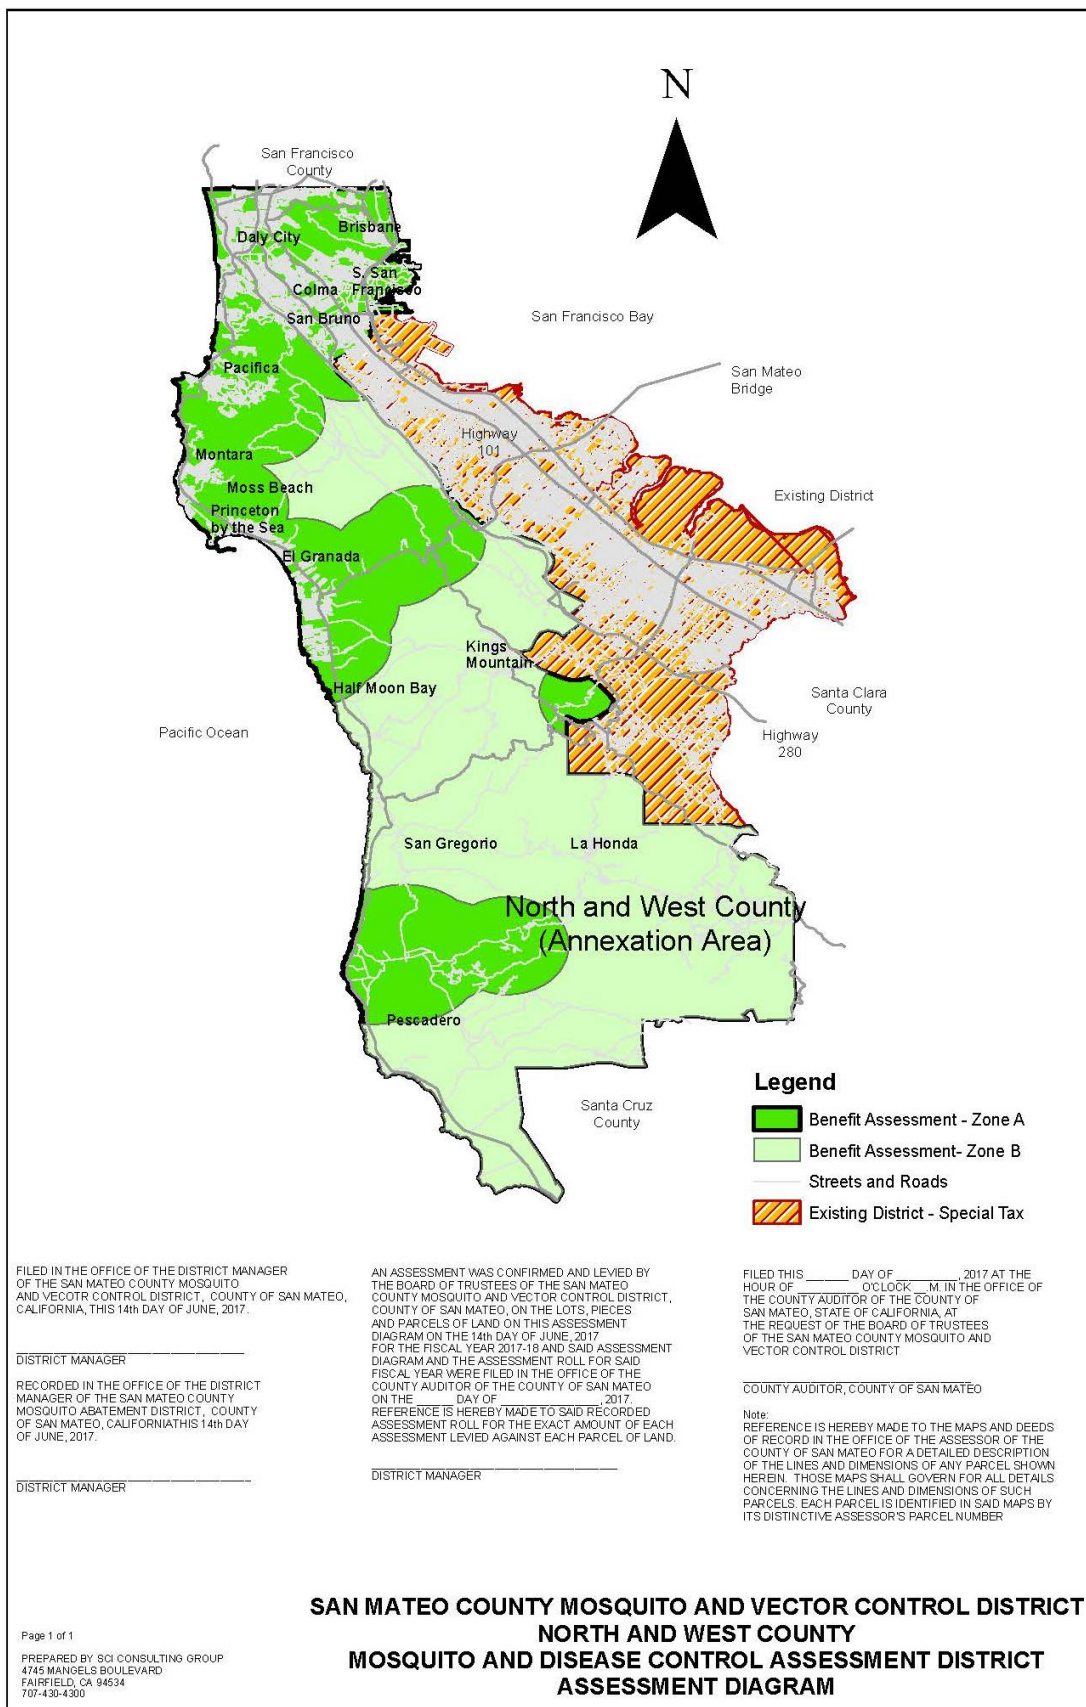 N
San Francisco
County
Brisbane
Daly City
S. San
Francisco
Colma
San Bruno
San Francisco Bay
San Mateo
Bridge
Pacifica
Highway
101
Montara
Moss Beach
Existing District
Princeton
by the Sea
El Granada
Kings
Mountain
Half Moon Bay
Santa Clara
County
Pacific Ocean
Highway
280
San Gregorio
La Honda
North and West County
(Annexation Area)
Pescadero
Santa Cruz
County
Legend
Benefit Assessment - Zone A
Benefit Assessment- Zone B
Streets and Roads
Existing District - Special Tax
FILED IN THE OFFICE OF THE DISTRICT MANAGER
OF THE SAN MATEO COUNTY MOSQUITO
AND VECOTR CONTROL DISTRICT, COUNTY OF SAN MATEO,
CALIFORNIA, THIS 14th DAY OF JUNE, 2017.
DISTRICT MANAGER
RECORDED IN THE OFFICE OF THE DISTRICT
MANAGER OF THE SAN MATEO COUNTY
MOSQUITO ABATEMENT DISTRICT, COUNTY
OF SAN MATEO, CALIFORNIATHIS 14th DAY
OF JUNE, 2017.
DISTRICT MANAGER
AN ASSESSMENT WAS CONFIRMED AND LEVIED BY
THE BOARD OF TRUSTEES OF THE SAN MATEO
COUNTY MOSQUITO AND VECTOR CONTROL DISTRICT,
COUNTY OF SAN MATEO, ON THE LOTS, PIECES
AND PARCELS OF LAND ON THIS ASSESSMENT
DIAGRAM ON THE 14th DAY OF JUNE, 2017
FOR THE FISCAL YEAR 2017-18 AND SAID ASSESSMENT
DIAGRAM AND THE ASSESSMENT ROLL FOR SAID
FISCAL YEAR WERE FILED IN THE OFFICE OF THE
COUNTY AUDITOR OF THE COUNTY OF SAN MATEO
ON THE ______ DAY OF ________________, 2017.
REFERENCE IS HEREBY MADE TO SAID RECORDED
ASSESSMENT ROLL FOR THE EXACT AMOUNT OF EACH
ASSESSMENT LEVIED AGAINST EACH PARCEL OF LAND.
DISTRICT MANAGER
FILED THIS _______ DAY OF __________, 2017 AT THE
HOUR OF __________ O'CLOCK __.M. IN THE OFFICE OF
THE COUNTY AUDITOR OF THE COUNTY OF
SAN MATEO, STATE OF CALIFORNIA, AT
THE REQUEST OF THE BOARD OF TRUSTEES
OF THE SAN MATEO COUNTY MOSQUITO AND
VECTOR CONTROL DISTRICT
COUNTY AUDITOR, COUNTY OF SAN MATEO
Note:
REFERENCE IS HEREBY MADE TO THE MAPS AND DEEDS
OF RECORD IN THE OFFICE OF THE ASSESSOR OF THE
COUNTY OF SAN MATEO FOR A DETAILED DESCRIPTION
OF THE LINES AND DIMENSIONS OF ANY PARCEL SHOWN
HEREIN. THOSE MAPS SHALL GOVERN FOR ALL DETAILS
CONCERNING THE LINES AND DIMENSIONS OF SUCH
PARCELS. EACH PARCEL IS IDENTIFIED IN SAID MAPS BY
ITS DISTINCTIVE ASSESSOR'S PARCEL NUMBER
SAN MATEO COUNTY MOSQUITO AND VECTOR CONTROL DISTRICT
NORTH AND WEST COUNTY
MOSQUITO AND DISEASE CONTROL ASSESSMENT DISTRICT
ASSESSMENT DIAGRAM
Page 1 of 1
PREPARED BY SCI CONSULTING GROUP
4745 MANGELS BOULEVARD
FAIRFIELD, CA 94534
707-430-4300